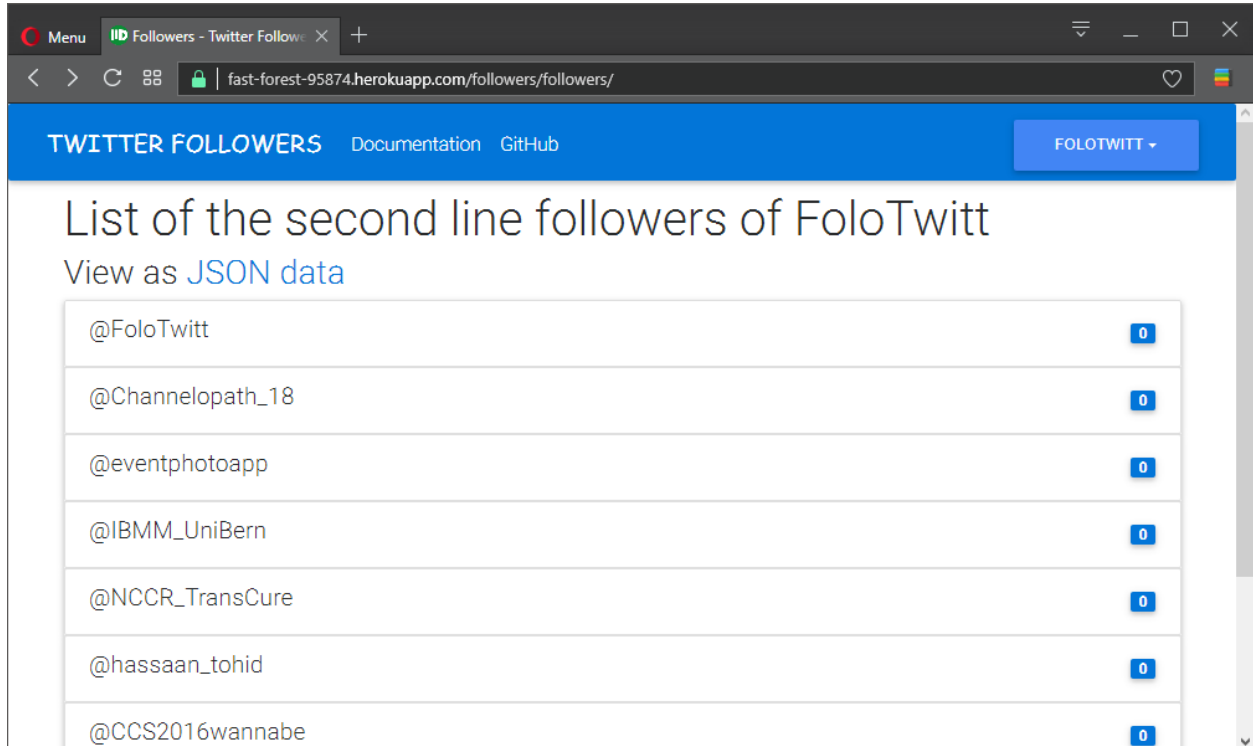 Menu
Followers - Twitter Followe
fast-forest-95874.herokuapp.com/followers/followers/
TWITTER FOLLOWERS Documentation GitHub FOLOTWITT
List of the second line followers of FoloTwitt
View as JSON data
@FoloTwitt 0
@Channelopath_18 0
@eventphotoapp 0
@IBMM_UniBern 0
@NCCR_TransCure 0
@hassaan_tohid 0
@CCS2016wannabe 0